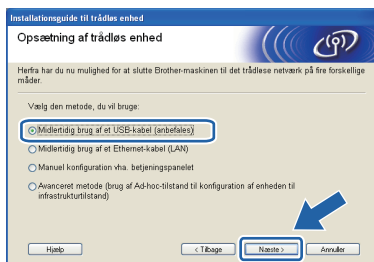 Installationsguide til trådløs enhed
Opsætning af trådløs enhed
Herfra har du nu mulighed for at slutte Brother-maskinen til det trådløse netværk på fire forskellige
måder.
Vælg den metode, du vil bruge:
Midlertidig brug af et USB-kabel (anbefales)
Midlertidig brug af et Ethernet-kabel (LAN)
Manuel konfiguration vha. betjeningspanelet
Avanceret metode (brug af Ad-hoc-tilstand til konfiguration af enheden til
infrastrukturtilstand)
Hjælp
< Tilbage
Næste >
Annuller